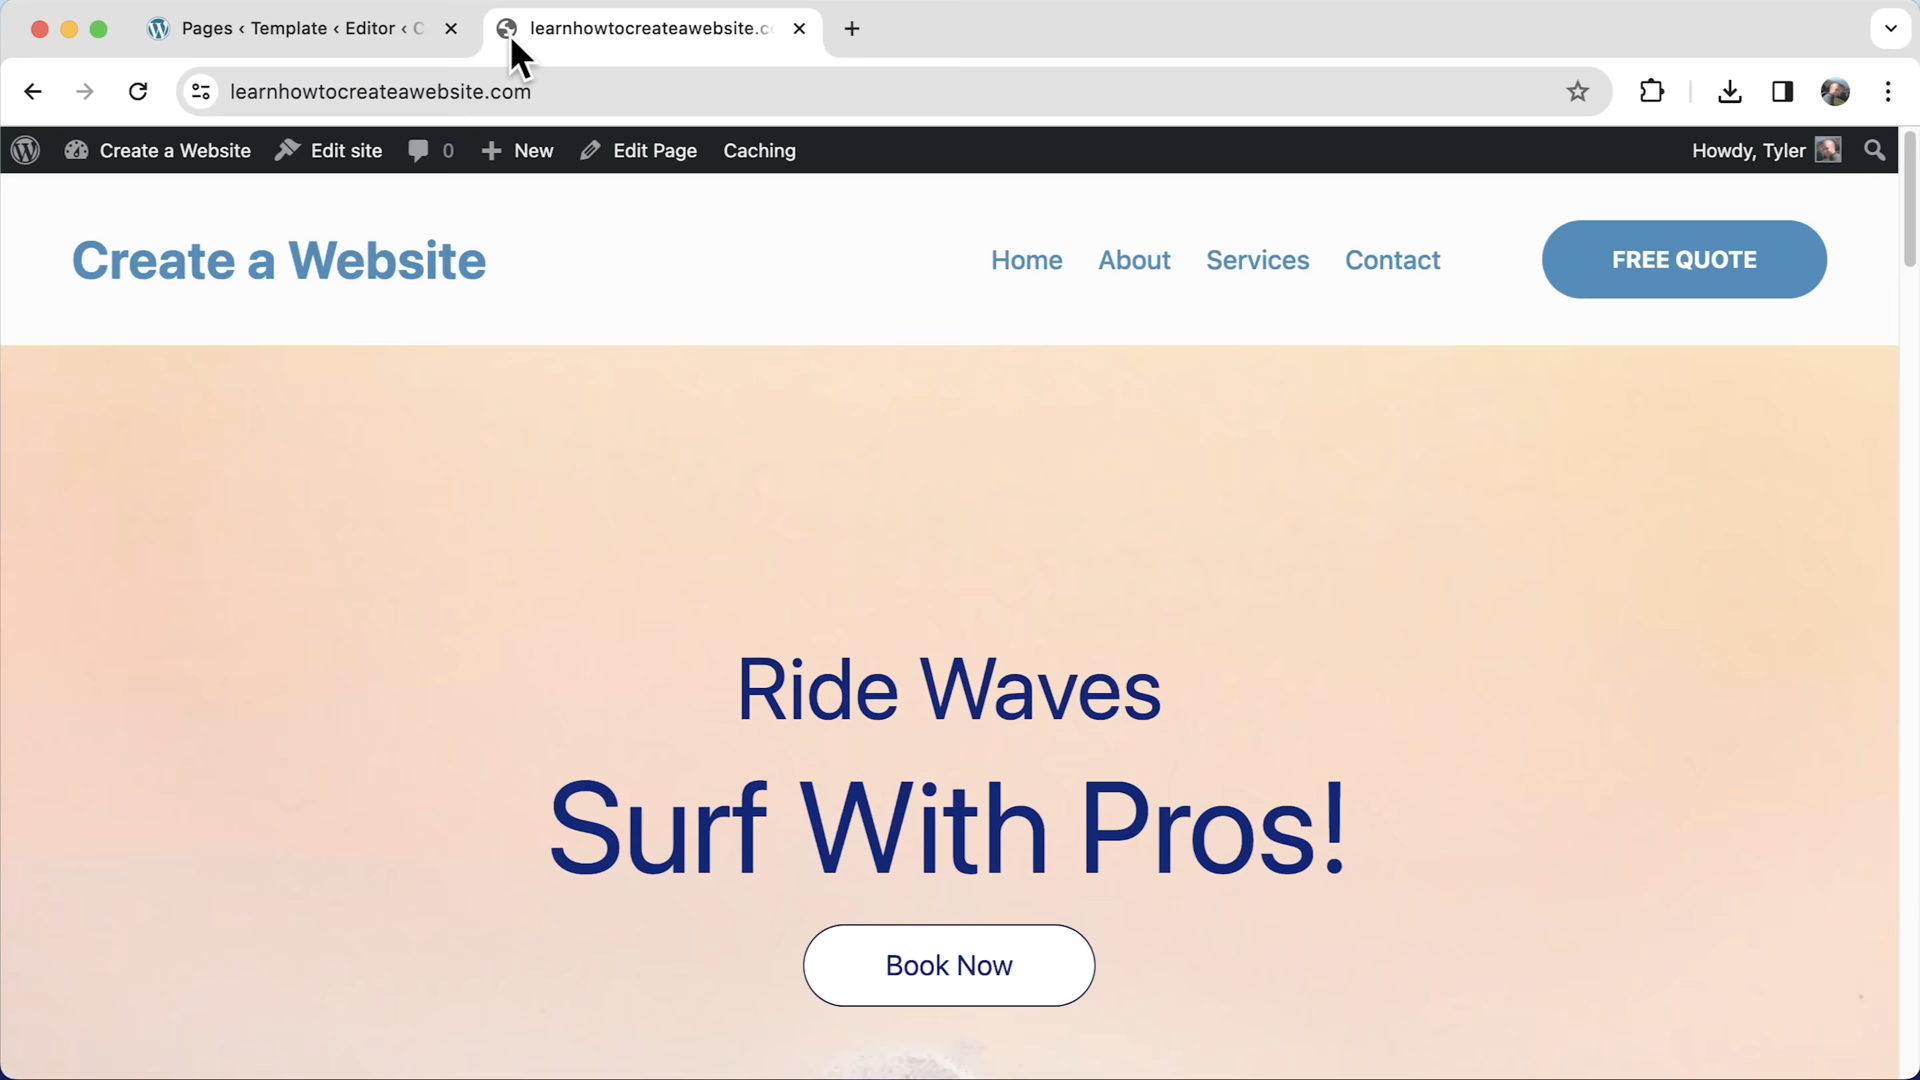 Pages ‹ Template ‹ Editor ‹ C
learnhowtocreateawebsite.c
learnhowtocreateawebsite.com
Create a Website Edit site 0 New Edit Page Caching Howdy, Tyler
Create a Website
Home About Services Contact FREE QUOTE
Ride Waves
Surf With Pros!
Book Now